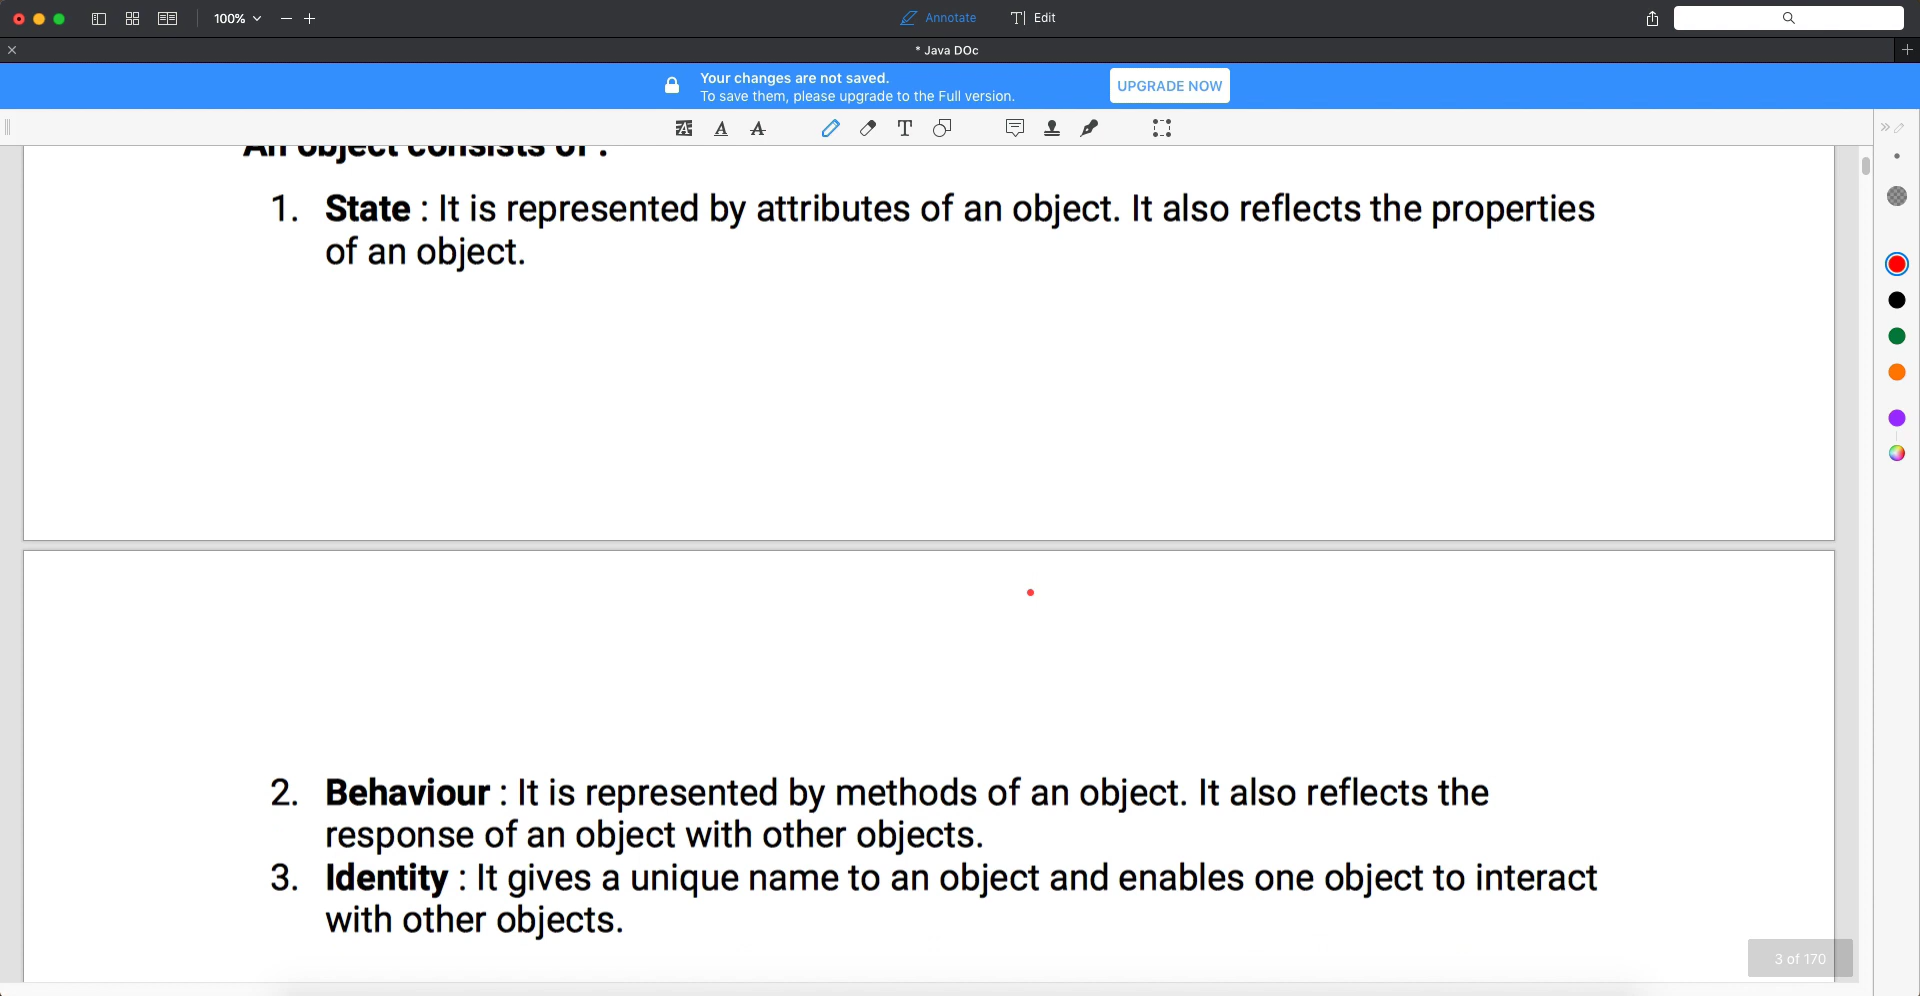 100%
Annotate
T Edit
* Java DOc
Your changes are not saved.
To save them, please upgrade to the Full version.
UPGRADE NOW
An object consists of :
1. State : It is represented by attributes of an object. It also reflects the properties
of an object.
2. Behaviour : It is represented by methods of an object. It also reflects the
response of an object with other objects.
3. Identity : It gives a unique name to an object and enables one object to interact
with other objects.
3 of 170